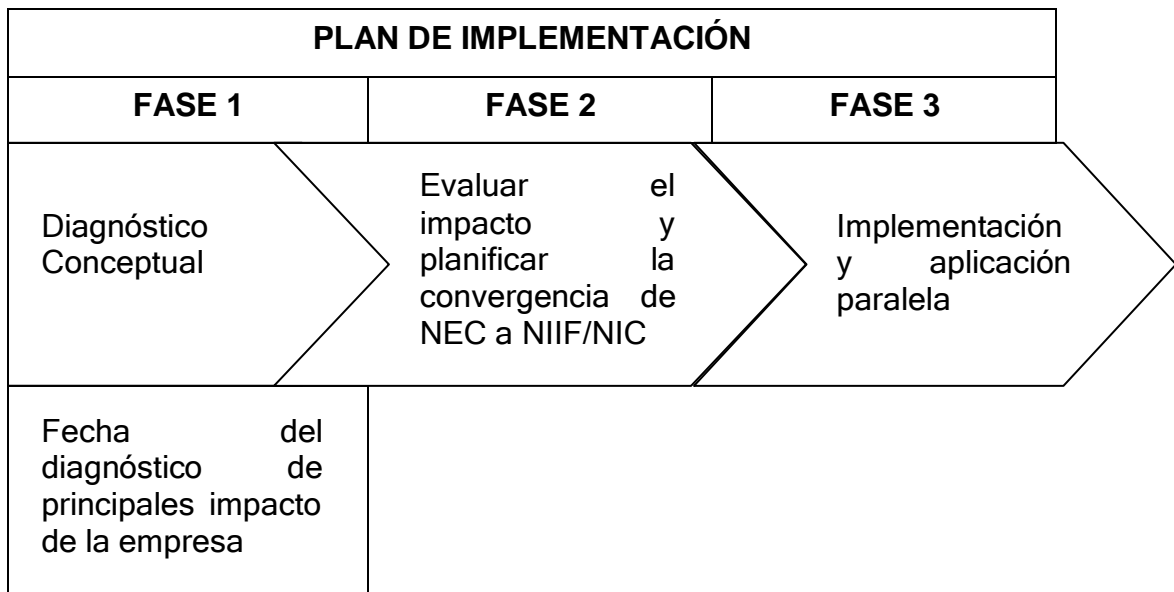 PLAN DE IMPLEMENTACIÓN
FASE 1
FASE 2
FASE 3
Diagnóstico
Conceptual
Evaluar el
impacto y
planificar la
convergencia de
NEC a NIIF/NIC
Implementación
y aplicación
paralela
Fecha del
diagnóstico de
principales impacto
de la empresa